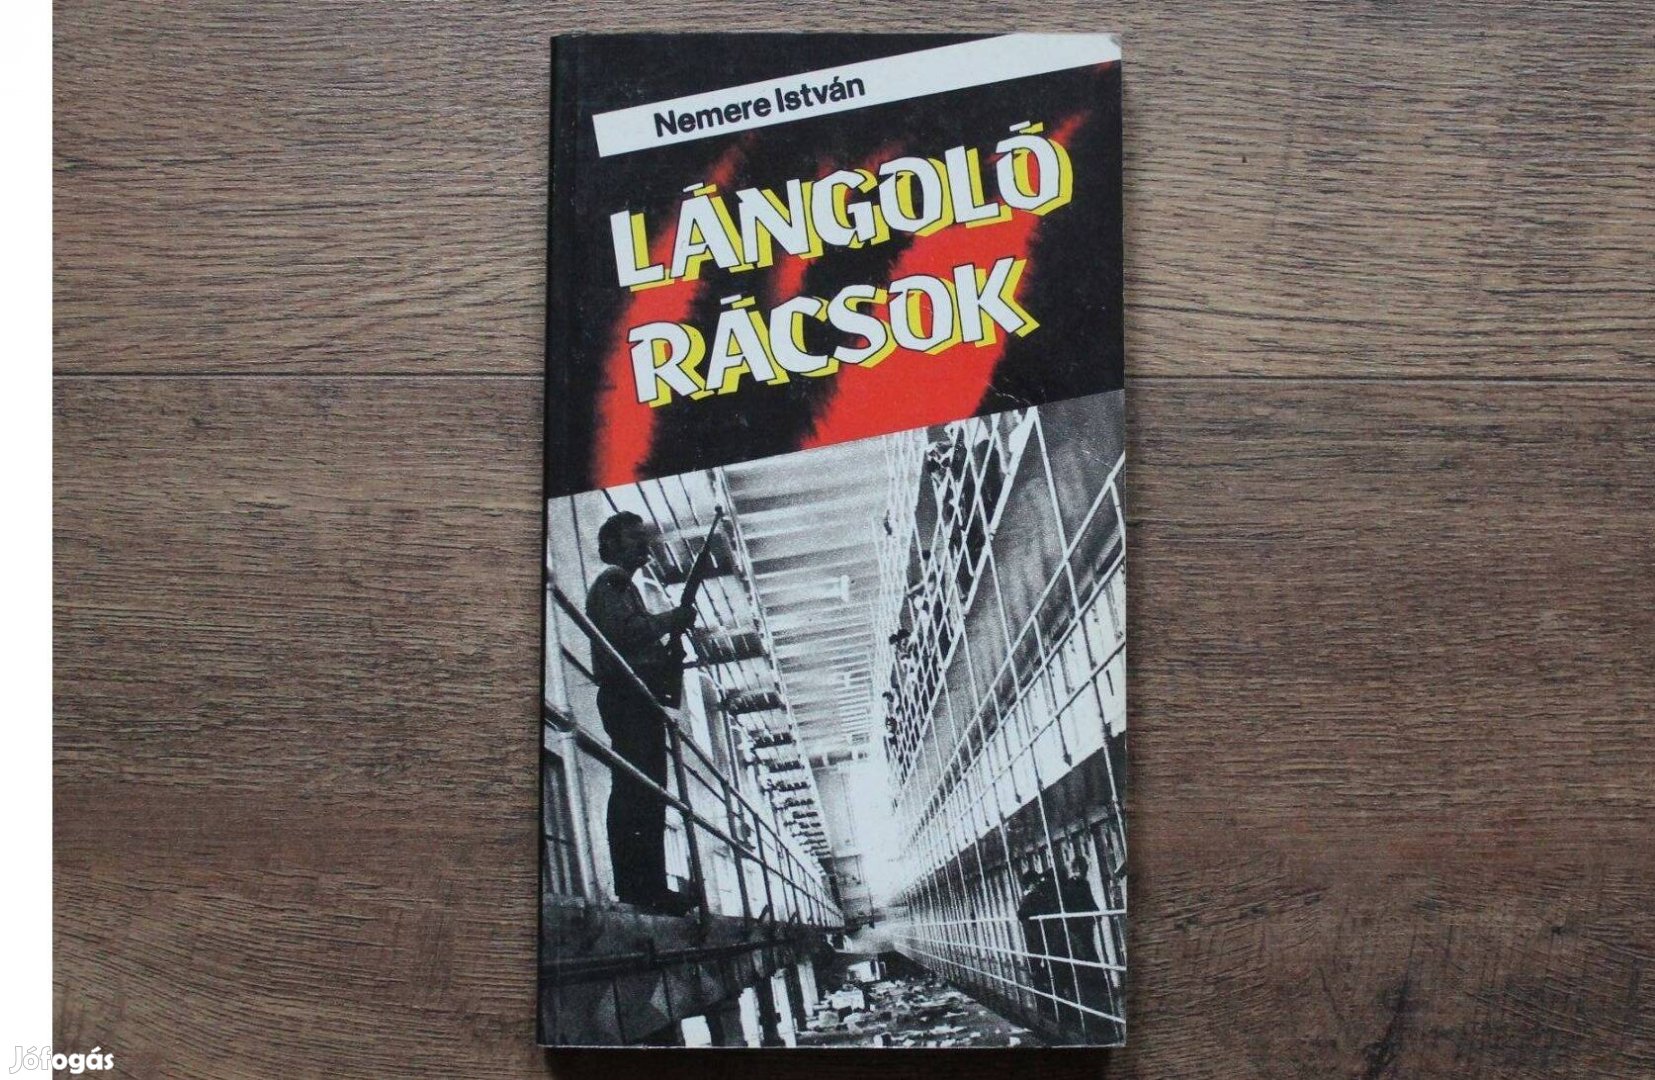 Nemere István
LÁNGOLÓ
RÁCSOK
Jófogás